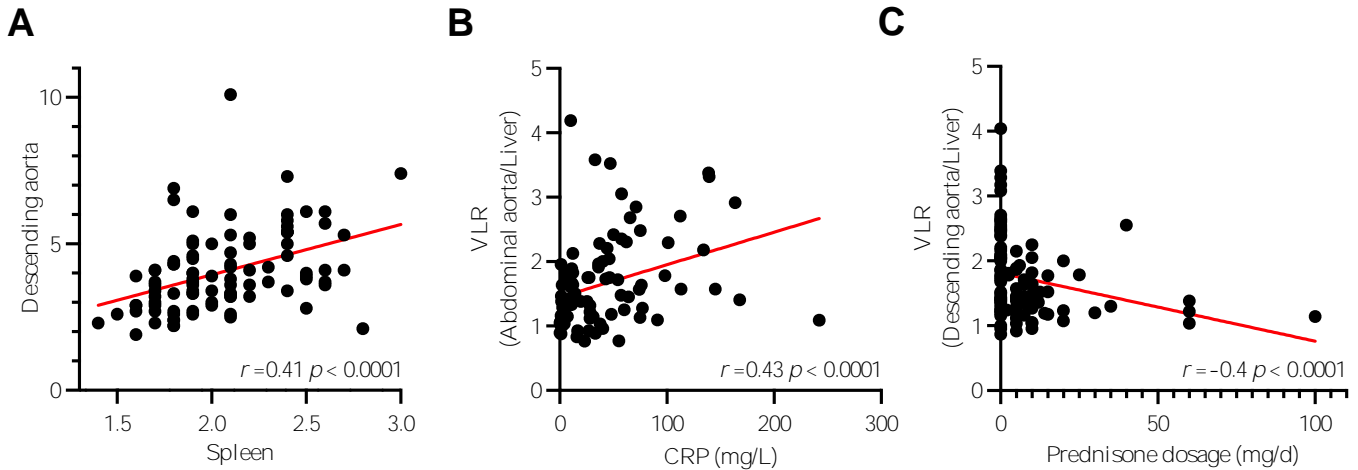 A
Descending aorta
10
5
0
1.5 2.0 2.5 3.0
Spleen
r=0.41 p < 0.0001
B
VLR
(Abdominal aorta/Liver)
5
4
3
2
1
0
0 100 200 300
CRP (mg/L)
r=0.43 p < 0.0001
C
VLR
(Descending aorta/Liver)
5
4
3
2
1
0
0 50 100
Prednisone dosage (mg/d)
r=-0.4 p < 0.0001